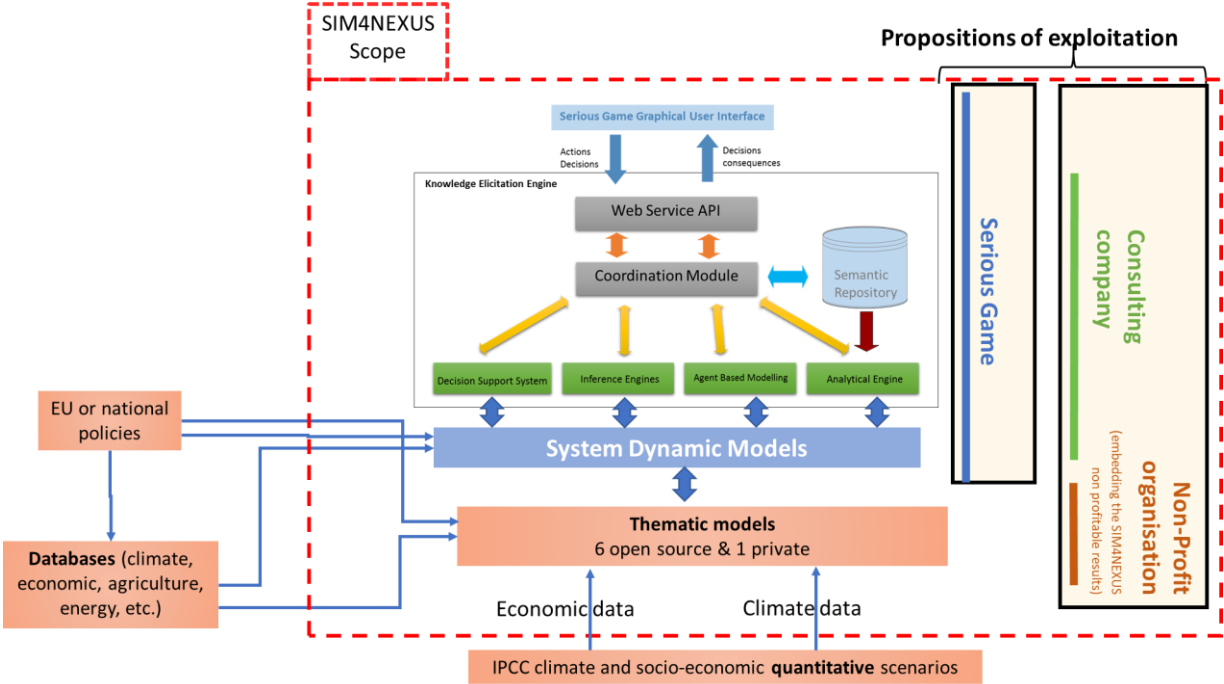 SIM4NEXUS
Scope
Propositions of exploitation
Serious Game Graphical User Interface
Actions
Decisions
Decisions
consequences
Knowledge Elicitation Engine
Web Service API
Coordination Module
Semantic
Repository
Decision Support System
Inference Engines
Agent Based Modelling
Analytical Engine
EU or national
policies
System Dynamic Models
Databases (climate,
economic, agriculture,
energy, etc.)
Thematic models
6 open source & 1 private
Economic data
Climate data
IPCC climate and socio-economic quantitative scenarios
Serious Game
Consulting
company
Non-Profit
organisation
(embedding the SIM4NEXUS
non profitable results)